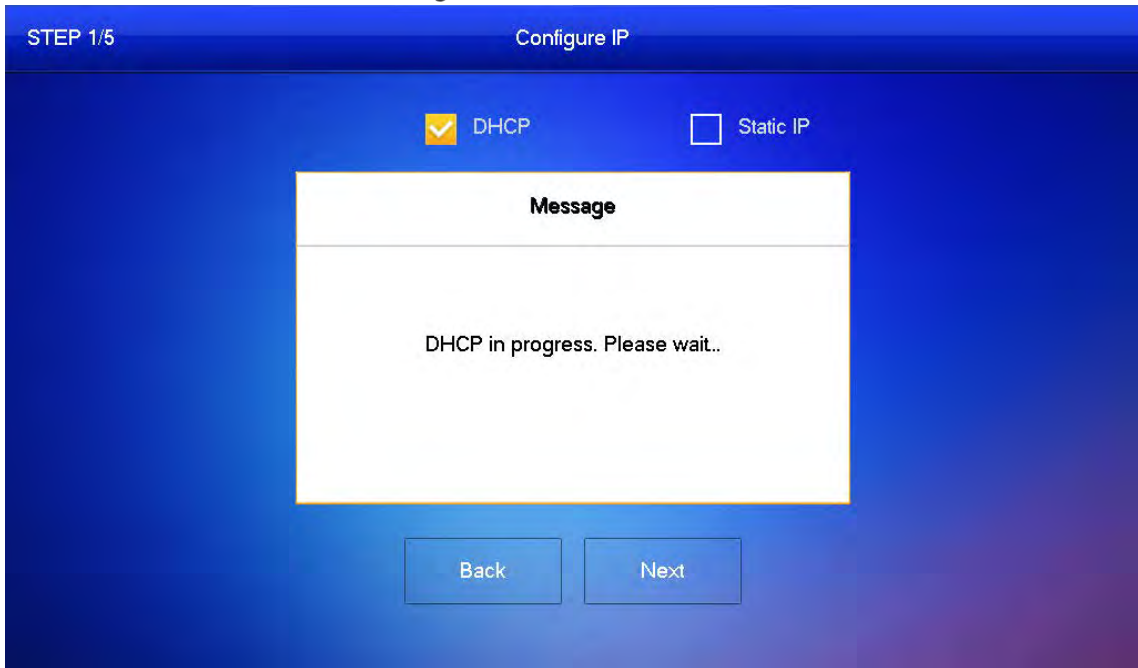 STEP 1/5
Configure IP
DHCP
Static IP
Message
DHCP in progress. Please wait..
Back
Next